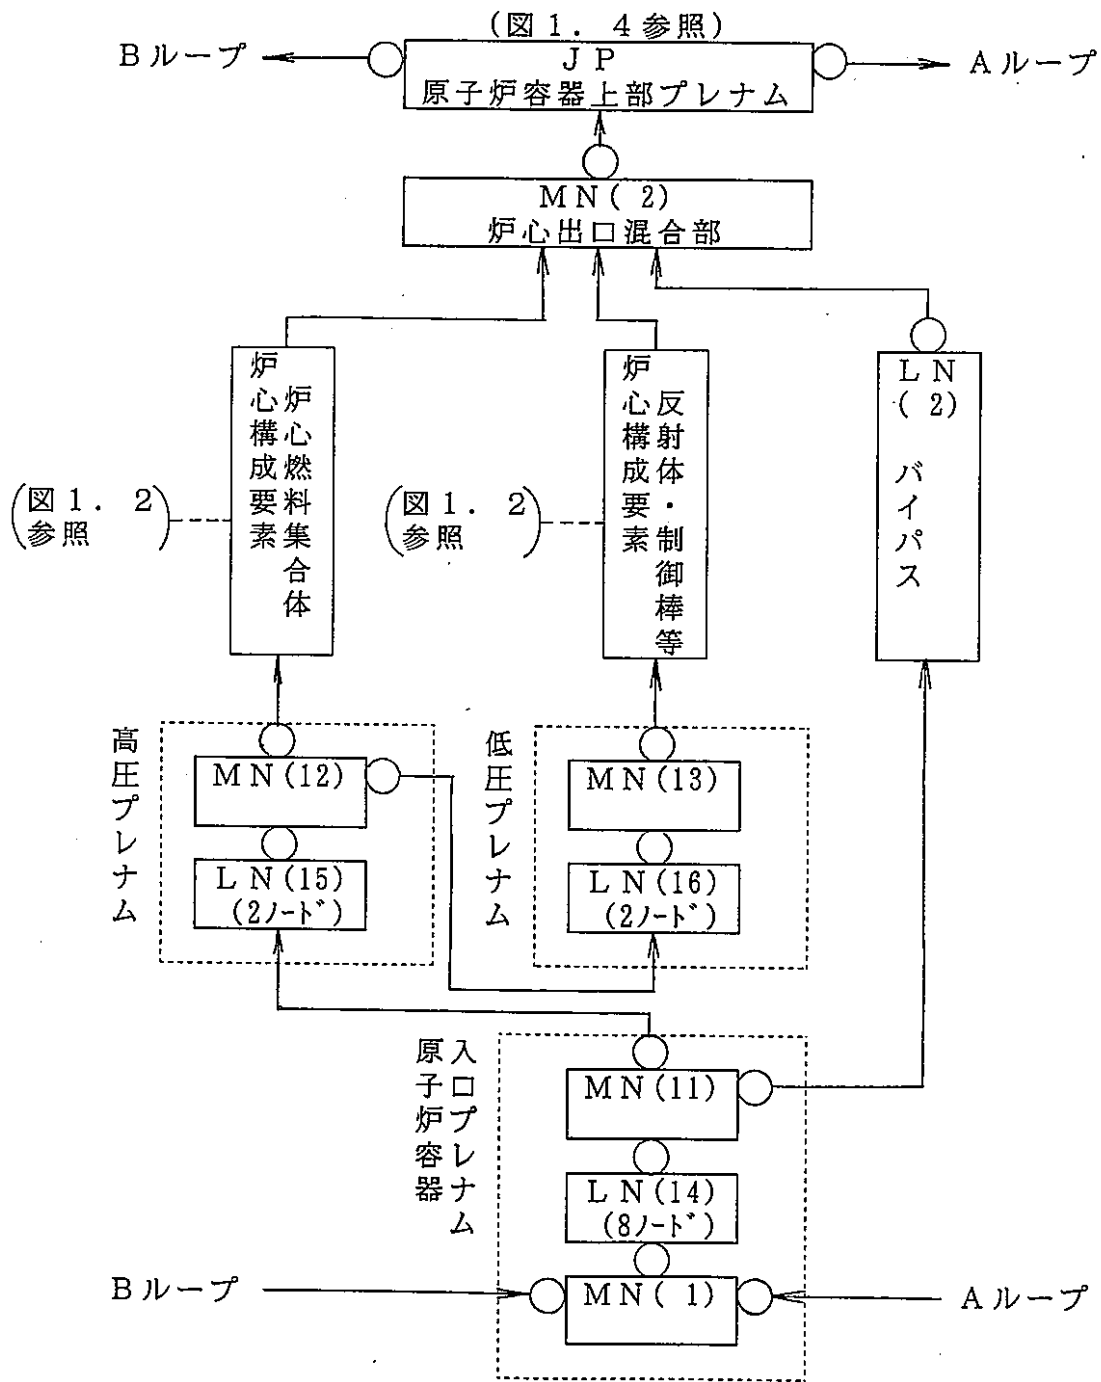 (図1.4参照)
Bループ
JP
原子炉容器上部プレナム
Aループ
MN( 2)
炉心出口混合部
炉心構成要素
炉心燃料集合体
(図1.2
参照)
炉心構成要素
反射体・制御棒等
(図1.2
参照)
LN
( 2)
バイパス
高圧プレナム
MN(12)
LN(15)
(2ノード)
低圧プレナム
MN(13)
LN(16)
(2ノード)
原子炉容器
入口プレナム
MN(11)
LN(14)
(8ノード)
Bループ
MN( 1)
Aループ